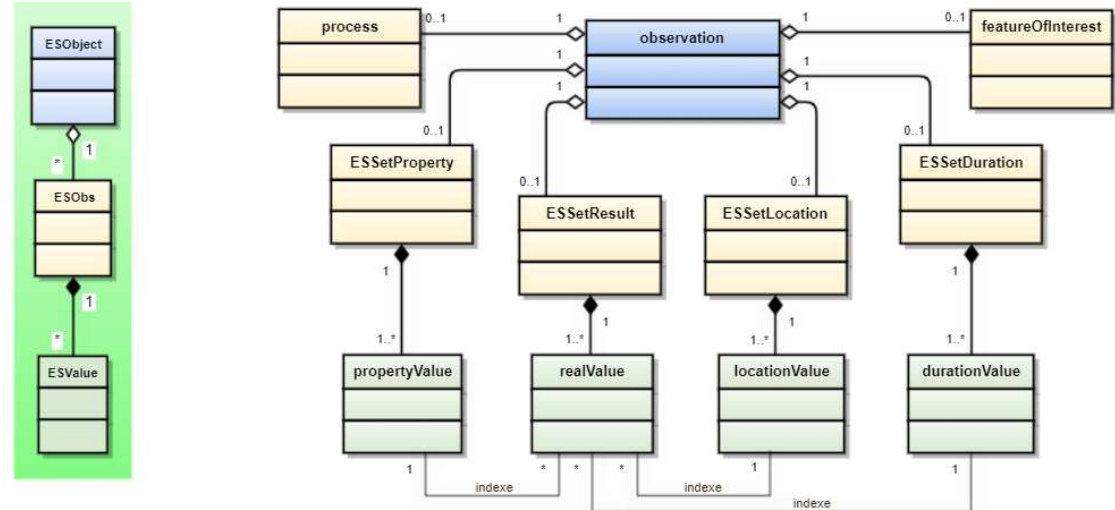 ESObject
1
*
ESObs
1
*
ESValue
process
0..1
1
observation
1
0..1
featureOfInterest
1
1
1
1
0..1
0..1
ESSetProperty
ESSetDuration
0..1
0..1
ESSetResult
ESSetLocation
1
1
1
1
1..*
1..*
1..*
1..*
propertyValue
realValue
locationValue
durationValue
1
*
*
*
1
1
indexe
indexe
indexe